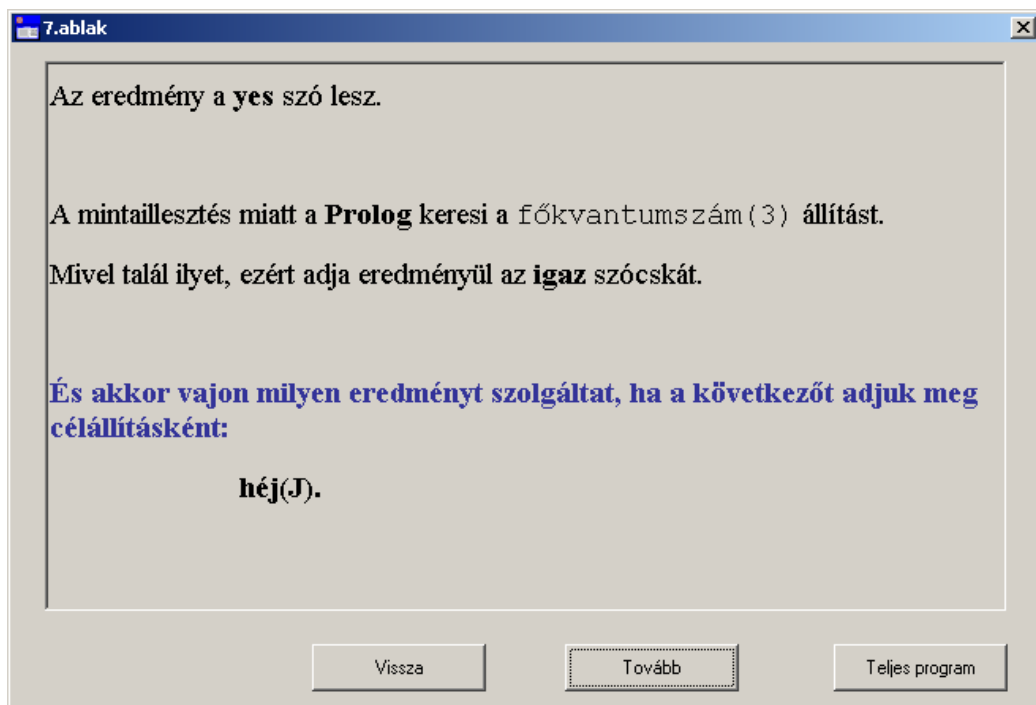 7.ablak
Az eredmény a yes szó lesz.
A mintaillesztés miatt a Prolog keresi a főkvantumszám(3) állítást.
Mivel talál ilyet, ezért adja eredményül az igaz szócskát.
És akkor vajon milyen eredményt szolgáltat, ha a következőt adjuk meg
célállításként:
héj(J).
Vissza
Tovább
Teljes program